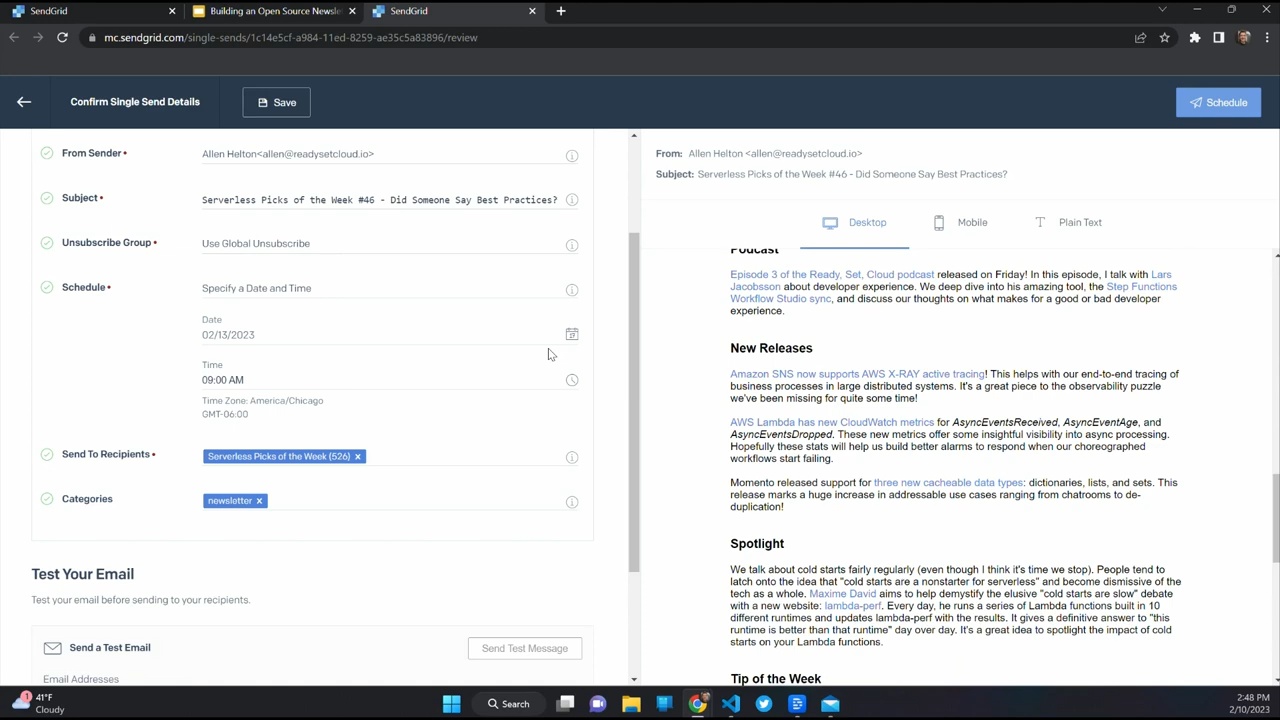 SendGrid
Building an Open Source Newsle
SendGrid
mc.sendgrid.com/single-sends/1c14e5cf-a984-11ed-8259-ae35c5a83896/review
Confirm Single Send Details
Save
Schedule
From Sender•
Allen Helton<allen@readysetcloud.io>
Subject•
Serverless Picks of the Week #46 - Did Someone Say Best Practices?
Unsubscribe Group•
Use Global Unsubscribe
Schedule•
Specify a Date and Time
Date
02/13/2023
Time
09:00 AM
Time Zone: America/Chicago
GMT-06:00
Send To Recipients•
Serverless Picks of the Week (526) ×
Categories
newsletter ×
Test Your Email
Test your email before sending to your recipients.
Send a Test Email
Send Test Message
Email Addresses
From: Allen Helton <allen@readysetcloud.io>
Subject: Serverless Picks of the Week #46 - Did Someone Say Best Practices?
Desktop
Mobile
Plain Text
Podcast
Episode 3 of the Ready, Set, Cloud podcast released on Friday! In this episode, I talk with Lars
Jacobsson about developer experience. We deep dive into his amazing tool, the Step Functions
Workflow Studio sync, and discuss our thoughts on what makes for a good or bad developer
experience.
New Releases
Amazon SNS now supports AWS X-RAY active tracing! This helps with our end-to-end tracing of
business processes in large distributed systems. It's a great piece to the observability puzzle
we've been missing for quite some time!
AWS Lambda has new CloudWatch metrics for AsyncEventsReceived, AsyncEventAge, and
AsyncEventsDropped. These new metrics offer some insightful visibility into async processing.
Hopefully these stats will help us build better alarms to respond when our choreographed
workflows start failing.
Momento released support for three new cacheable data types: dictionaries, lists, and sets. This
release marks a huge increase in addressable use cases ranging from chatrooms to de-
duplication!
Spotlight
We talk about cold starts fairly regularly (even though I think it's time we stop). People tend to
latch onto the idea that "cold starts are a nonstarter for serverless" and become dismissive of the
tech as a whole. Maxime David aims to help demystify the elusive "cold starts are slow" debate
with a new website: lambda-perf. Every day, he runs a series of Lambda functions built in 10
different runtimes and updates lambda-perf with the results. It gives a definitive answer to "this
runtime is better than that runtime" day over day. It's a great idea to spotlight the impact of cold
starts on your Lambda functions.
Tip of the Week
1
41°F
Cloudy
Search
2:48 PM
2/10/2023